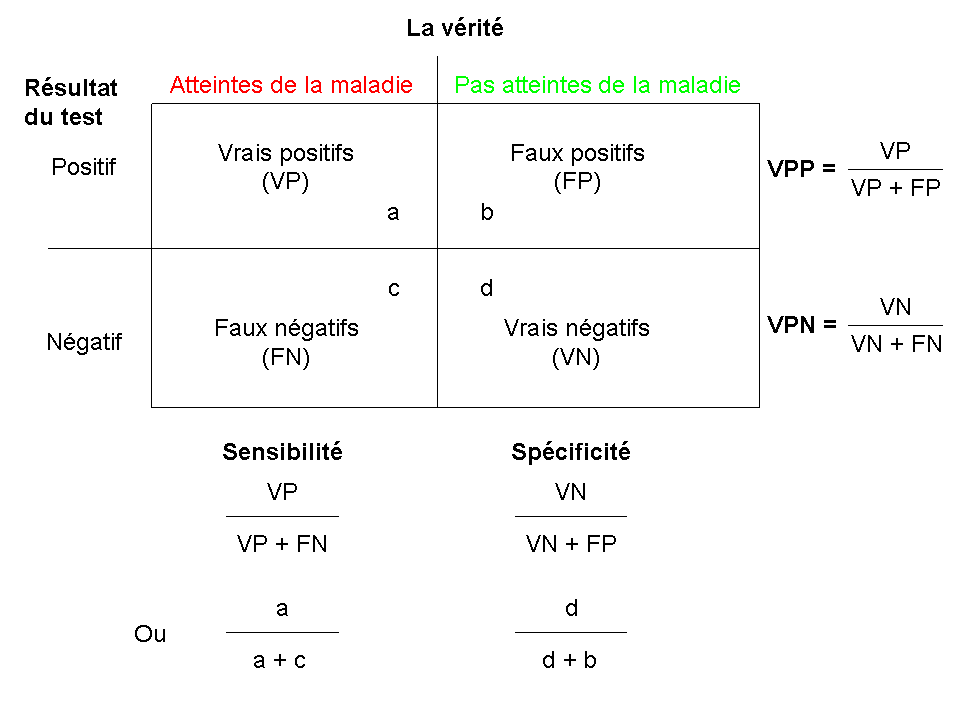 La vérité
Résultat
du test
Atteintes de la maladie
Pas atteintes de la maladie
Positif
Vrais positifs
(VP)
a
Faux positifs
(FP)
b
VPP =
VP
VP + FP
Négatif
c
Faux négatifs
(FN)
d
Vrais négatifs
(VN)
VPN =
VN
VN + FN
Sensibilité
VP
VP + FN
Spécificité
VN
VN + FP
Ou
a
a + c
d
d + b